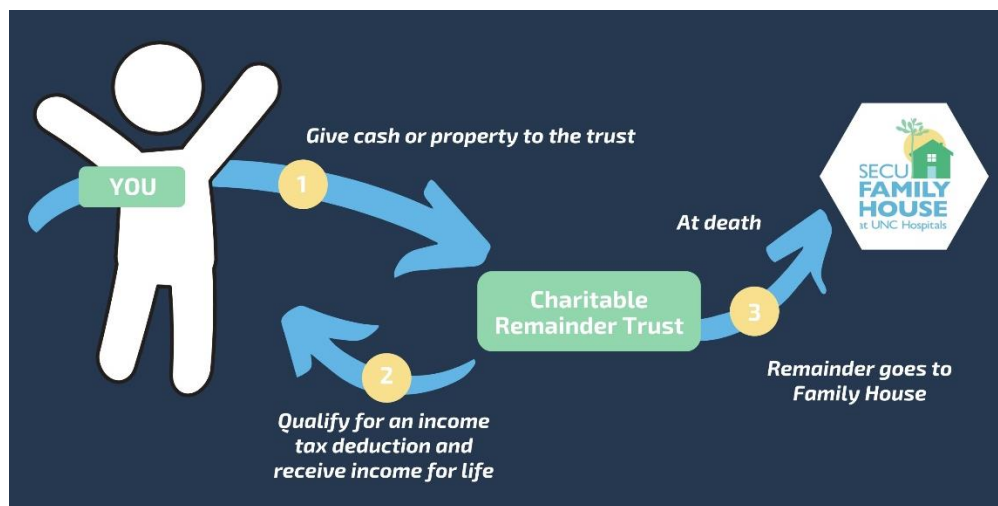 YOU
1
Give cash or property to the trust
SECU
FAMILY
HOUSE
at UNC Hospitals
At death
Charitable
Remainder Trust
3
2
Remainder goes to
Family House
Qualify for an income
tax deduction and
receive income for life